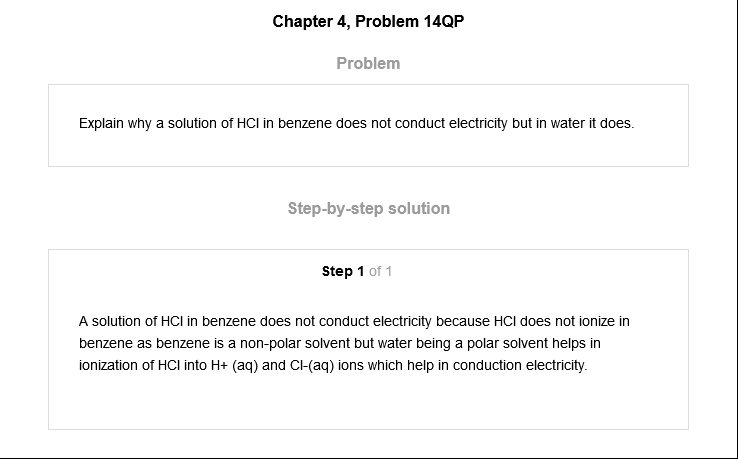 Chapter 4, Problem 14QP
Problem
Explain why a solution of HCl in benzene does not conduct electricity but in water it does.
Step-by-step solution
Step 1 of 1
A solution of HCl in benzene does not conduct electricity because HCl does not ionize in
benzene as benzene is a non-polar solvent but water being a polar solvent helps in
ionization of HCl into H+ (aq) and Cl-(aq) ions which help in conduction electricity.